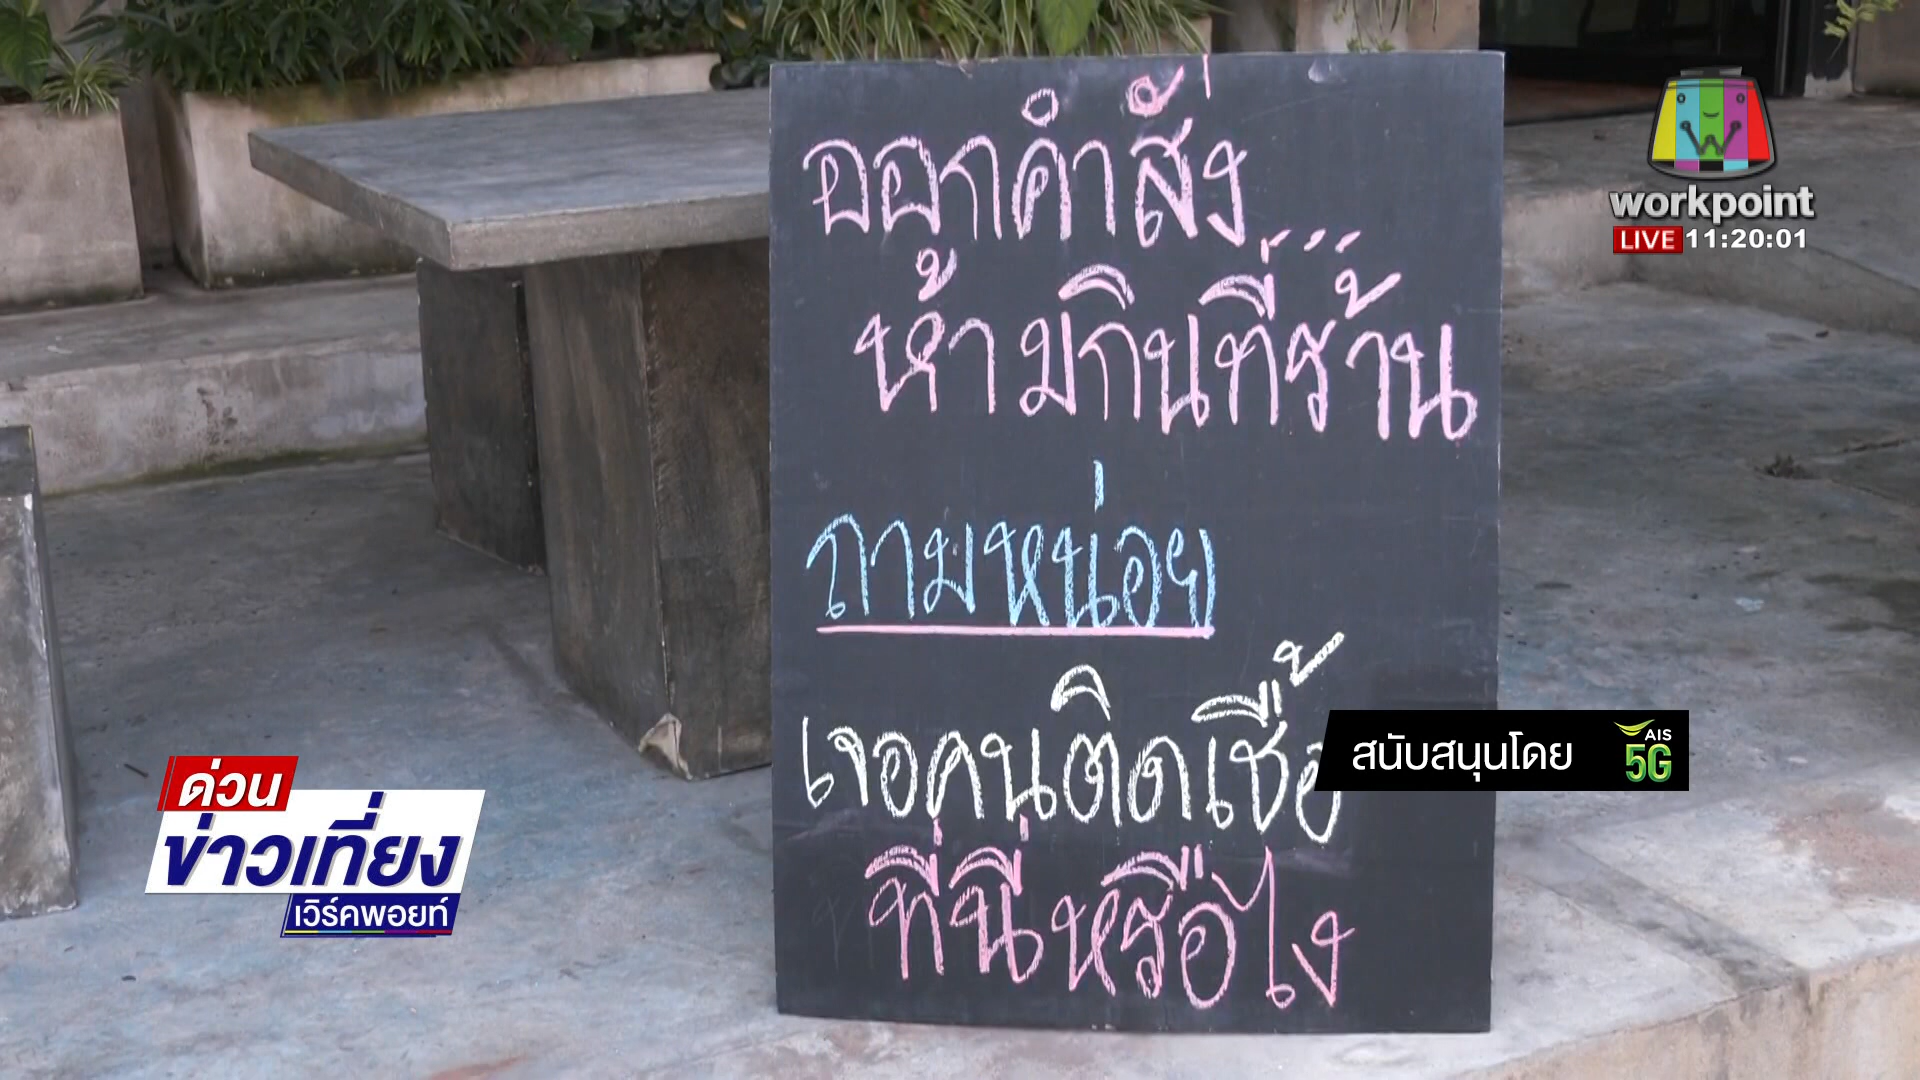 ออกคำสั่ง...
ห้ามกินที่ร้าน
ถามหน่อย
เจอคนติดเชื้อ
ที่นี่หรือไง
workpoint
LIVE 11:20:01
สนับสนุนโดย AIS 5G
ด่วน
ข่าวเที่ยง
เวิร์คพอยท์